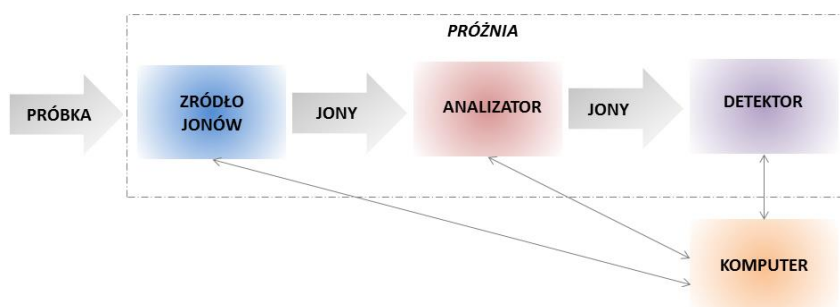 PRÓŻNIA
PRÓBKA
ZRÓDŁO
JONÓW
JONY
ANALIZATOR
JONY
DETEKTOR
KOMPUTER